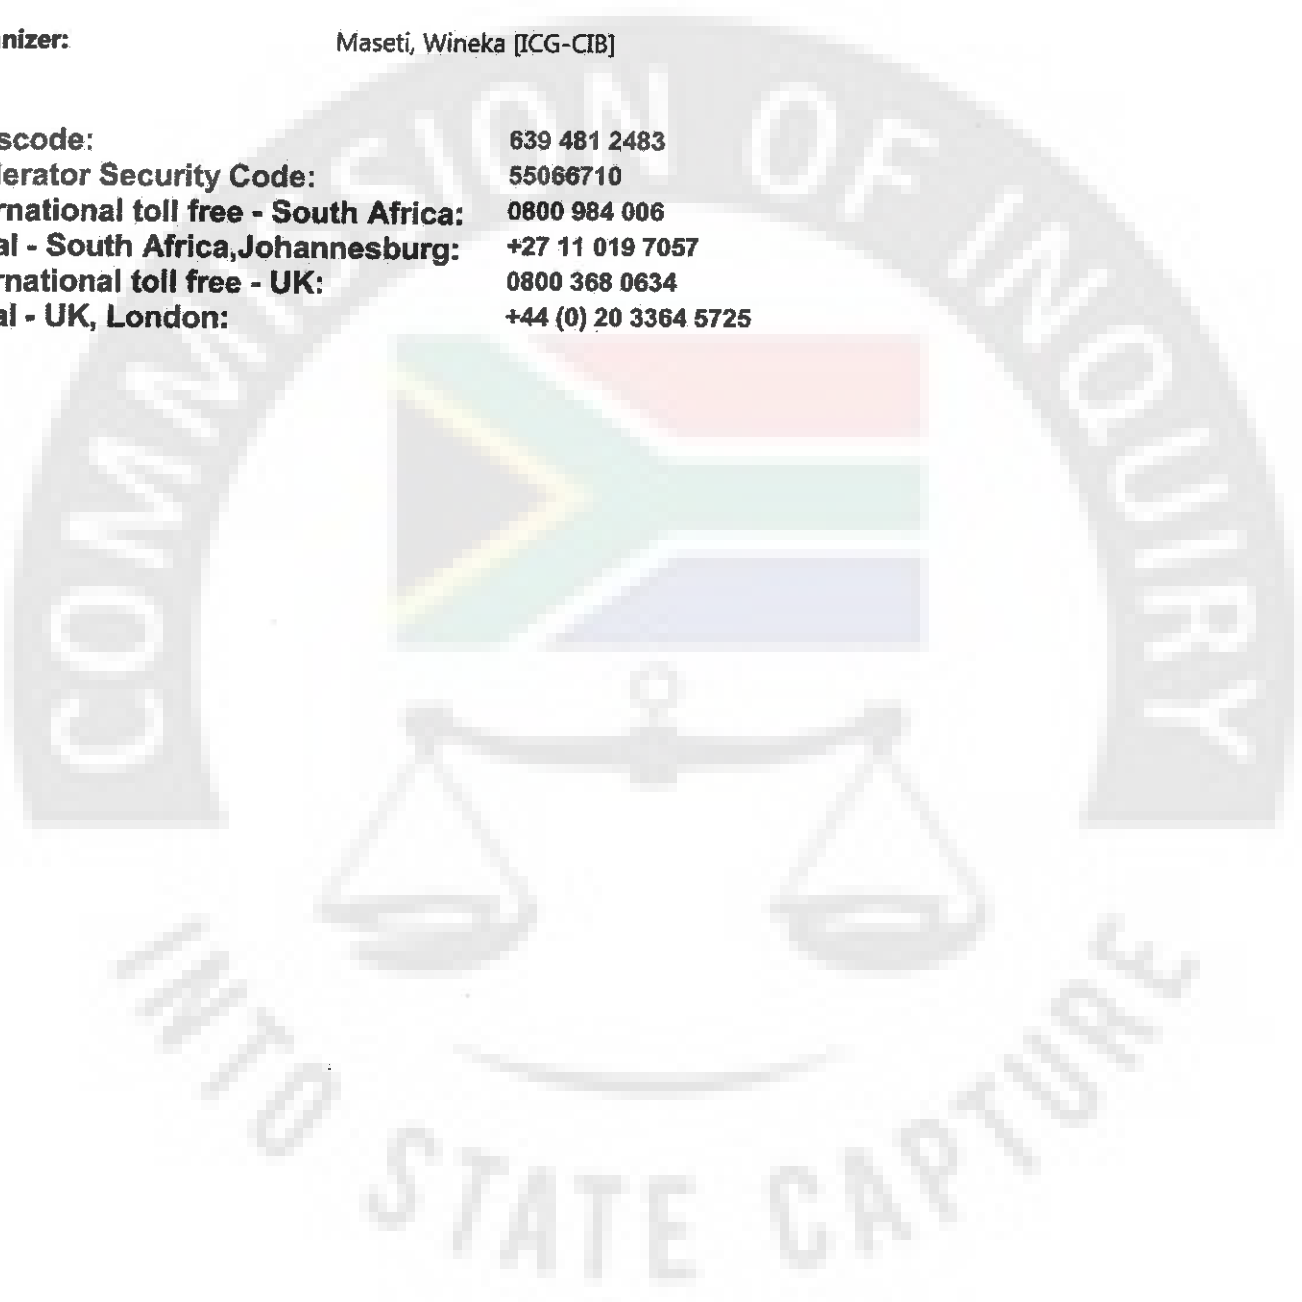 nizer: Maseti, Wineka [ICG-CIB]
scode: 639 481 2483
lerator Security Code: 55066710
rnational toll free - South Africa: 0800 984 006
al - South Africa,Johannesburg: +27 11 019 7057
rnational toll free - UK: 0800 368 0634
al - UK, London: +44 (0) 20 3364 5725
COMMISSION OF INQUIRY
INTO STATE CAPTURE